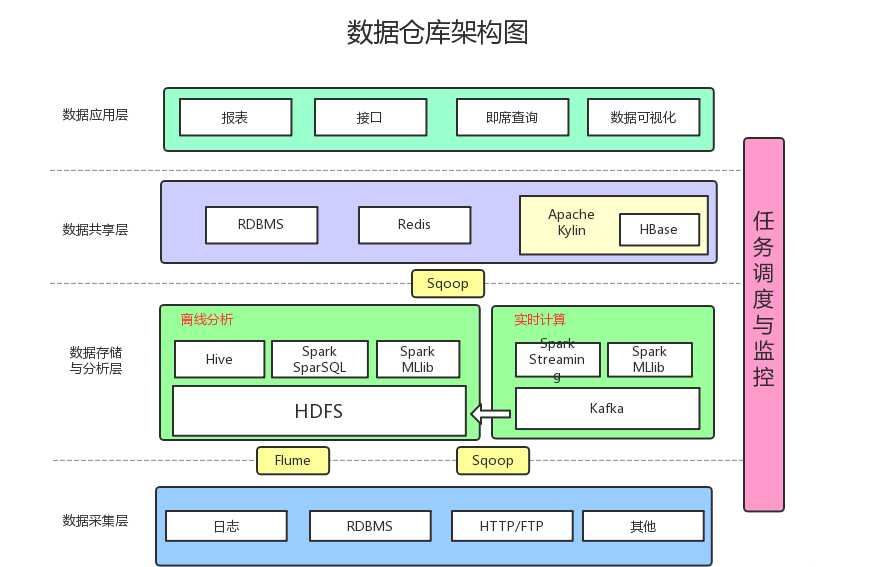 数据仓库架构图
数据应用层
报表
接口
即席查询
数据可视化
数据共享层
RDBMS
Redis
Apache
Kylin
HBase
Sqoop
数据存储
与分析层
离线分析
Hive
Spark
SparSQL
Spark
MLlib
HDFS
实时计算
Spark
Streamin
g
Spark
MLlib
Kafka
Flume
Sqoop
数据采集层
日志
RDBMS
HTTP/FTP
其他
任务调度与监控